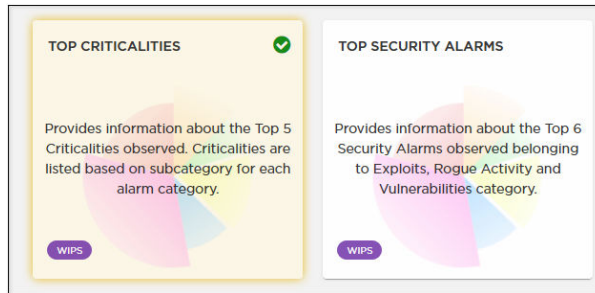 TOP CRITICALITIES
Provides information about the Top 5
Criticalities observed. Criticalities are
listed based on subcategory for each
alarm category.
WIPS
TOP SECURITY ALARMS
Provides information about the Top 6
Security Alarms observed belonging
to Exploits, Rogue Activity and
Vulnerabilities category.
WIPS